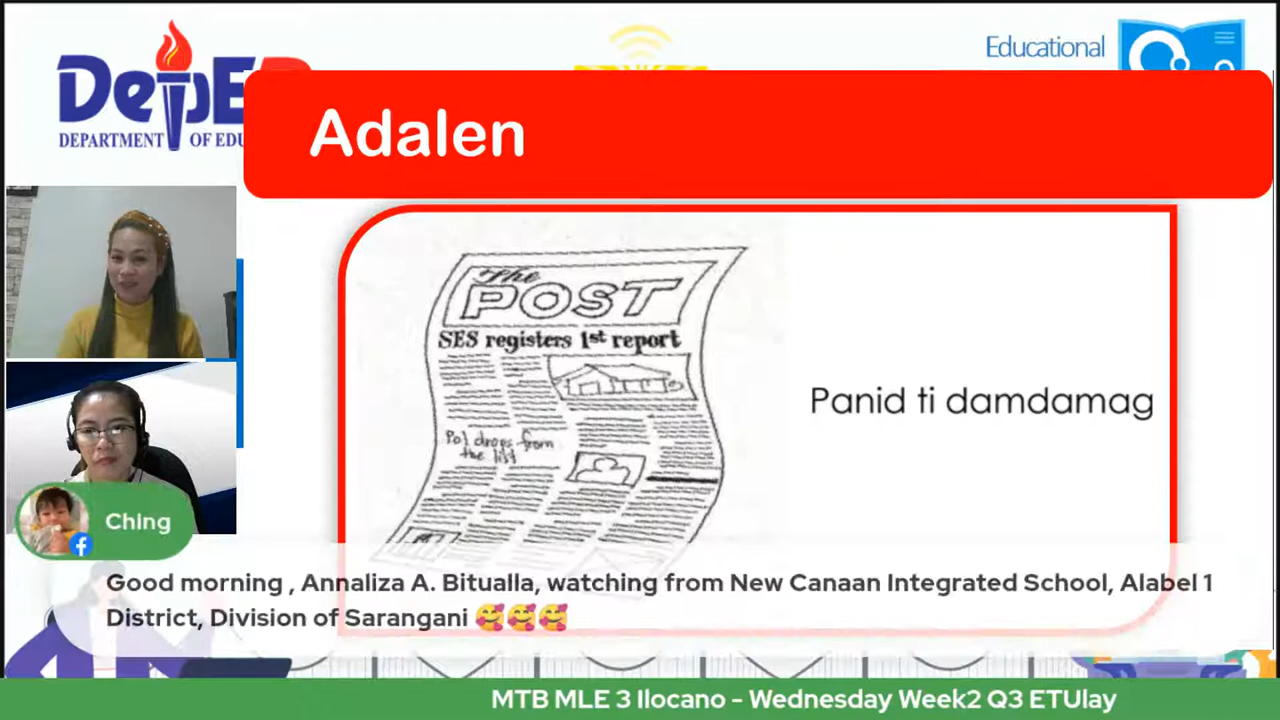 DepED
DEPARTMENT OF EDU
Educational
Adalen
The
POST
SES registers 1st report
Pol drops from
the list
Panid ti damdamag
Ching
Good morning , Annaliza A. Bitualla, watching from New Canaan Integrated School, Alabel 1
District, Division of Sarangani 🥰🥰🥰
MTB MLE 3 Ilocano - Wednesday Week2 Q3 ETUlay